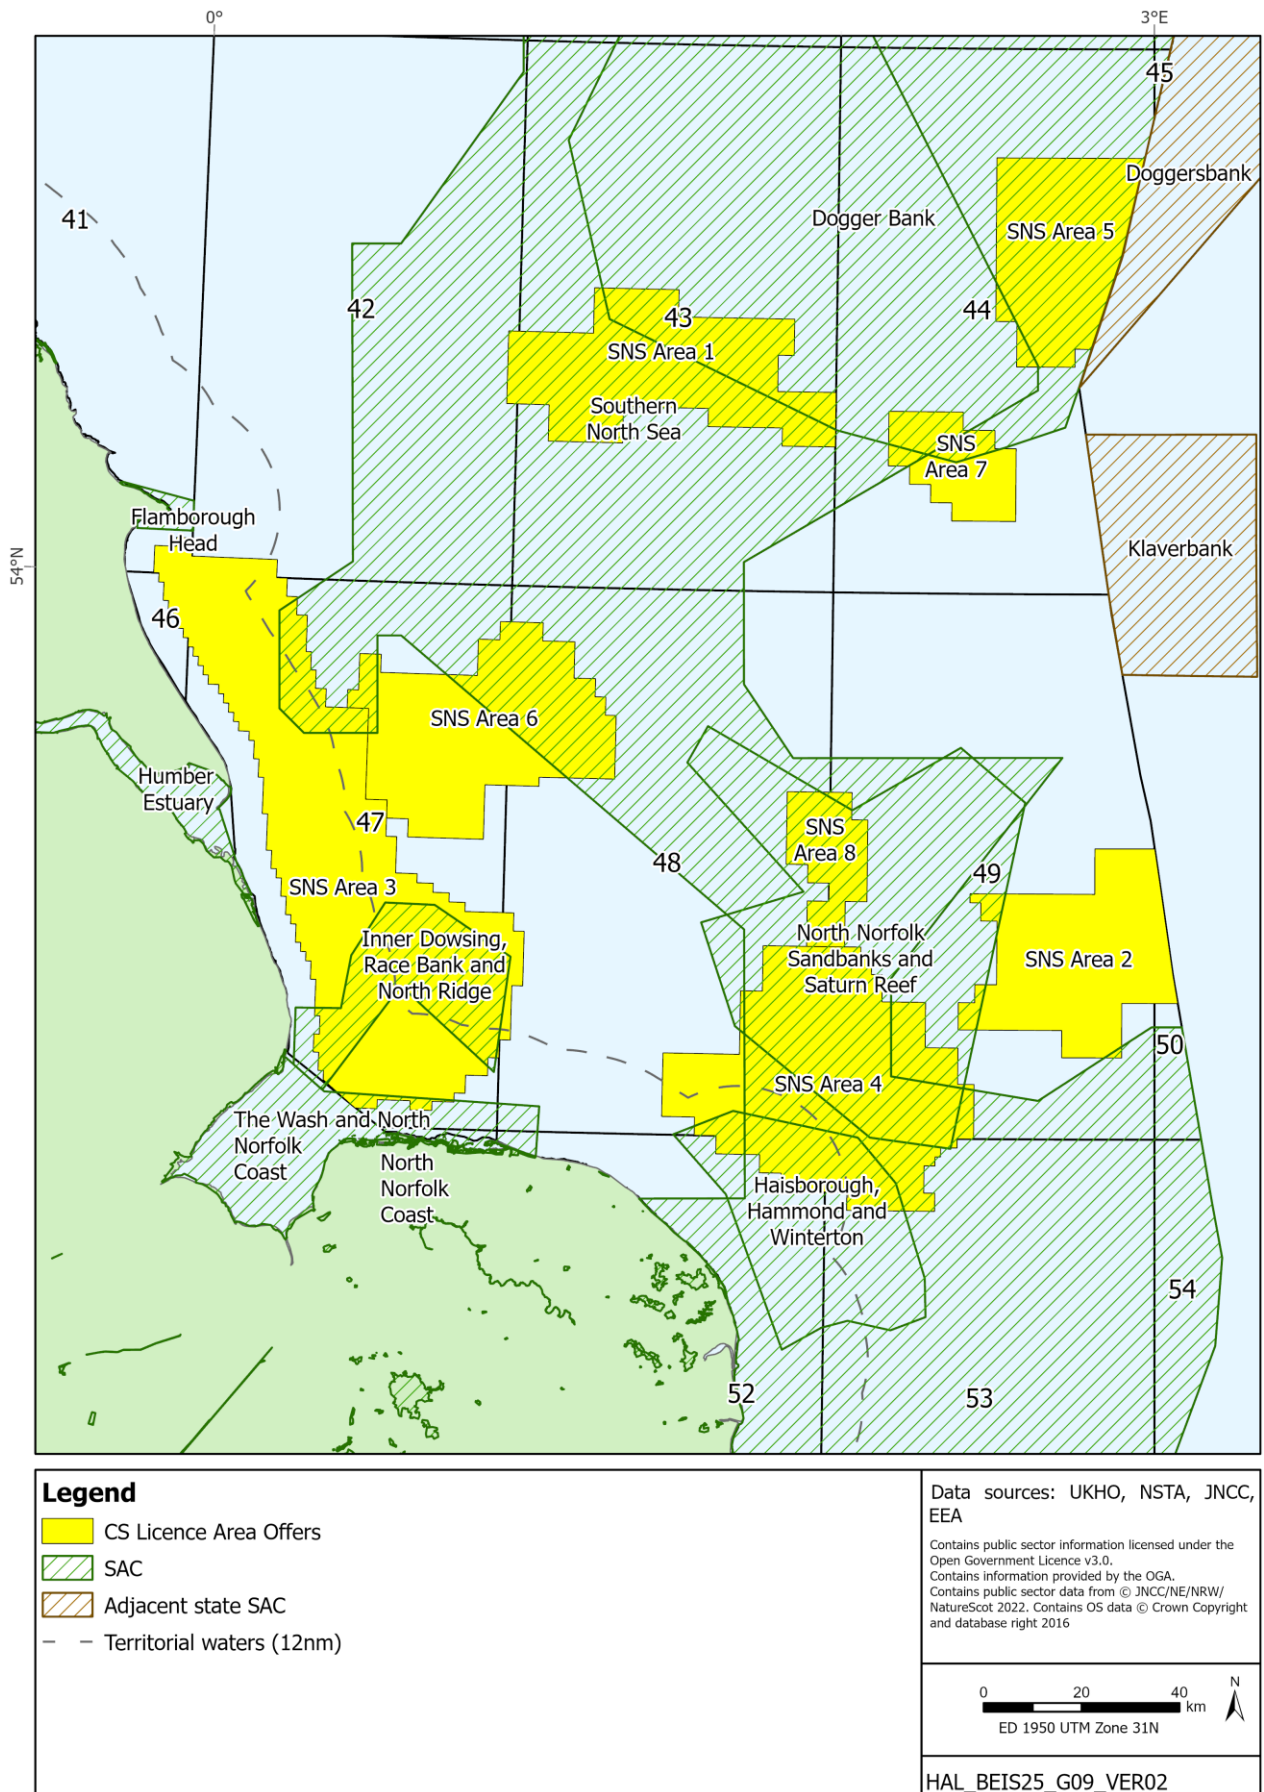 0°
3°E
45
Doggersbank
41
Dogger Bank
SNS Area 5
42
44
43
SNS Area 1
Southern
North Sea
SNS
Area 7
Flamborough
Head
Klaverbank
54°N
46
SNS Area 6
Humber
Estuary
47
SNS
Area 8
48
49
SNS Area 3
Inner Dowsing,
Race Bank and
North Ridge
North Norfolk
Sandbanks and
Saturn Reef
SNS Area 2
50
SNS Area 4
The Wash and North
Norfolk
Coast
North
Norfolk
Coast
Haisborough,
Hammond and
Winterton
54
52
53
Legend
CS Licence Area Offers
SAC
Adjacent state SAC
Territorial waters (12nm)
Data sources: UKHO, NSTA, JNCC,
EEA
Contains public sector information licensed under the
Open Government Licence v3.0.
Contains information provided by the OGA.
Contains public sector data from © JNCC/NE/NRW/
NatureScot 2022. Contains OS data © Crown Copyright
and database right 2016
0 20 40
km
N
ED 1950 UTM Zone 31N
HAL_BEIS25_G09_VER02